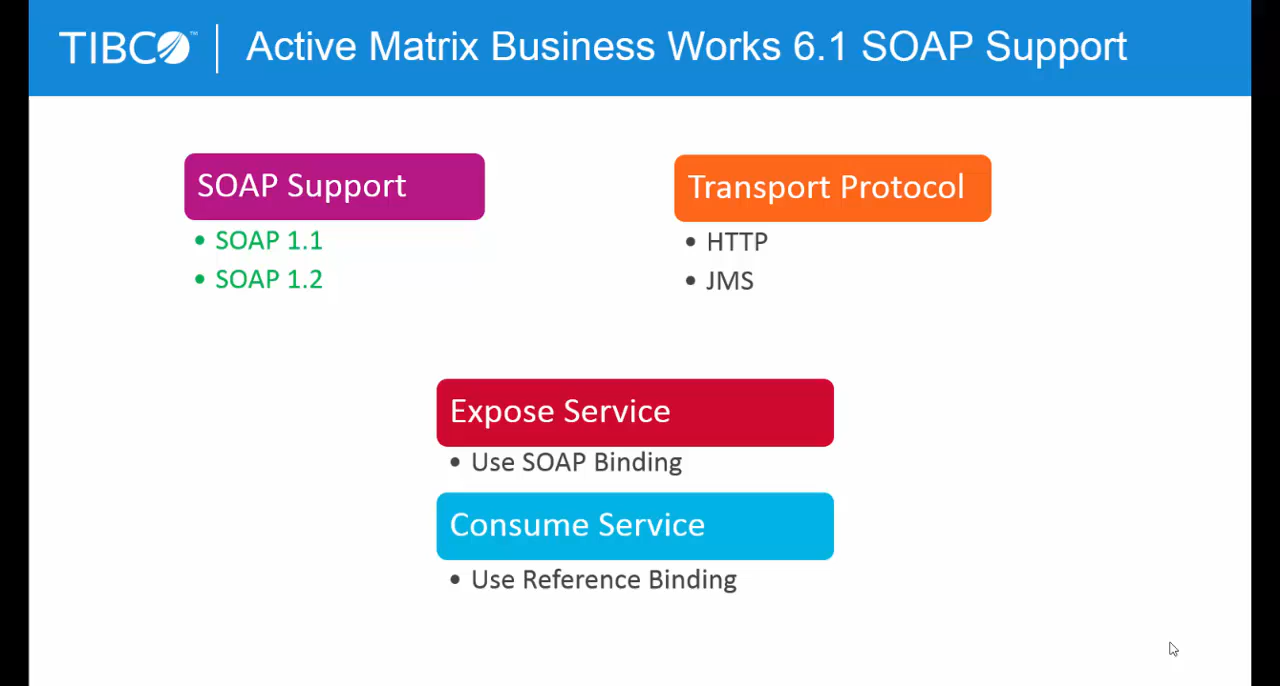 TIBCO™ | Active Matrix Business Works 6.1 SOAP Support
SOAP Support
• SOAP 1.1
• SOAP 1.2
Transport Protocol
• HTTP
• JMS
Expose Service
• Use SOAP Binding
Consume Service
• Use Reference Binding